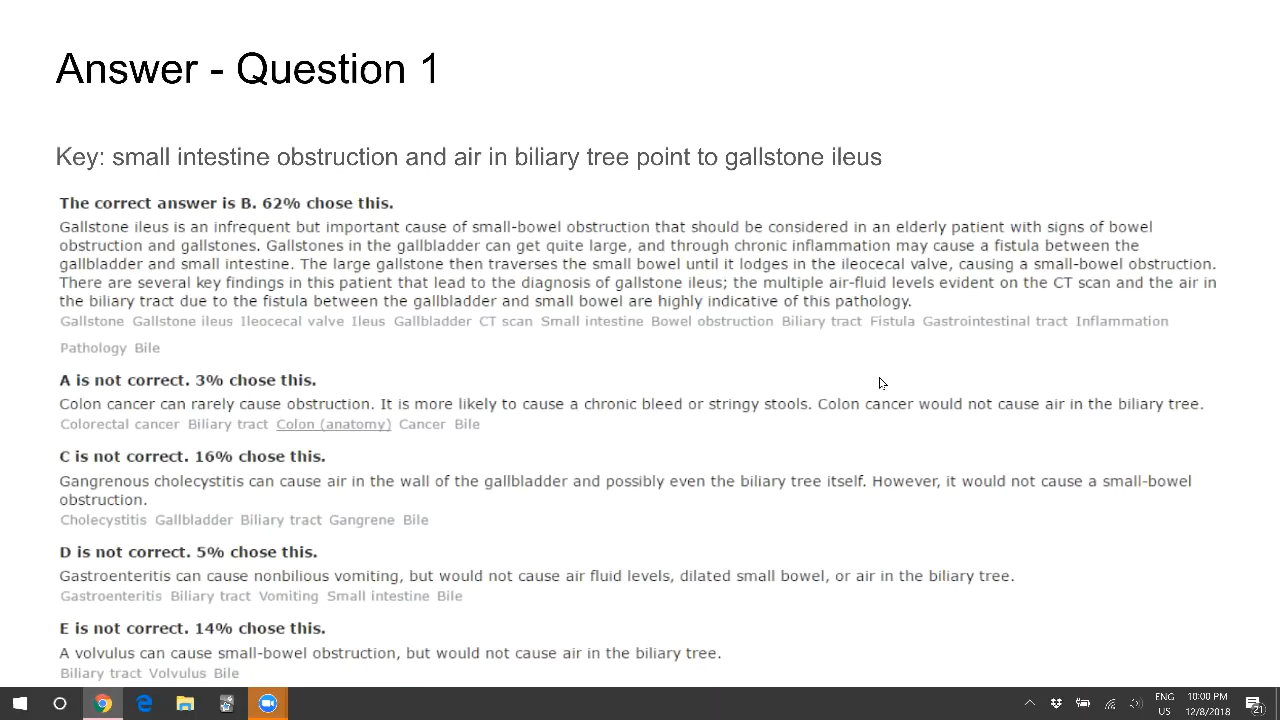 Answer - Question 1
Key: small intestine obstruction and air in biliary tree point to gallstone ileus
The correct answer is B. 62% chose this.
Gallstone ileus is an infrequent but important cause of small-bowel obstruction that should be considered in an elderly patient with signs of bowel
obstruction and gallstones. Gallstones in the gallbladder can get quite large, and through chronic inflammation may cause a fistula between the
gallbladder and small intestine. The large gallstone then traverses the small bowel until it lodges in the ileocecal valve, causing a small-bowel obstruction.
There are several key findings in this patient that lead to the diagnosis of gallstone ileus; the multiple air-fluid levels evident on the CT scan and the air in
the biliary tract due to the fistula between the gallbladder and small bowel are highly indicative of this pathology.
Gallstone Gallstone ileus Ileocecal valve Ileus Gallbladder CT scan Small intestine Bowel obstruction Biliary tract Fistula Gastrointestinal tract Inflammation
Pathology Bile
A is not correct. 3% chose this.
Colon cancer can rarely cause obstruction. It is more likely to cause a chronic bleed or stringy stools. Colon cancer would not cause air in the biliary tree.
Colorectal cancer Biliary tract Colon (anatomy) Cancer Bile
C is not correct. 16% chose this.
Gangrenous cholecystitis can cause air in the wall of the gallbladder and possibly even the biliary tree itself. However, it would not cause a small-bowel
obstruction.
Cholecystitis Gallbladder Biliary tract Gangrene Bile
D is not correct. 5% chose this.
Gastroenteritis can cause nonbilious vomiting, but would not cause air fluid levels, dilated small bowel, or air in the biliary tree.
Gastroenteritis Biliary tract Vomiting Small intestine Bile
E is not correct. 14% chose this.
A volvulus can cause small-bowel obstruction, but would not cause air in the biliary tree.
Biliary tract Volvulus Bile
ENG 10:00 PM
US 12/8/2018 21